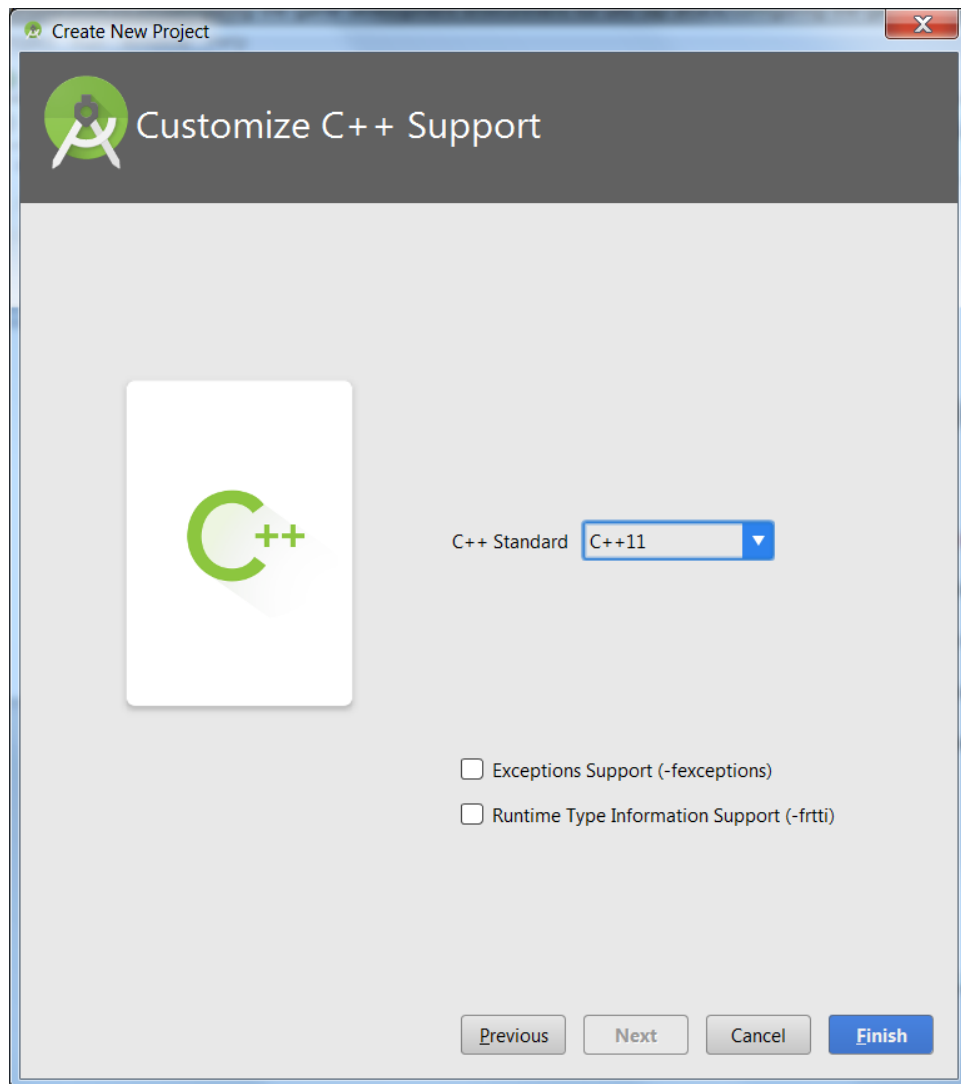 Create New Project
Customize C++ Support
C++
C++ Standard C++11
Exceptions Support (-fexceptions)
Runtime Type Information Support (-frtti)
Previous Next Cancel Finish